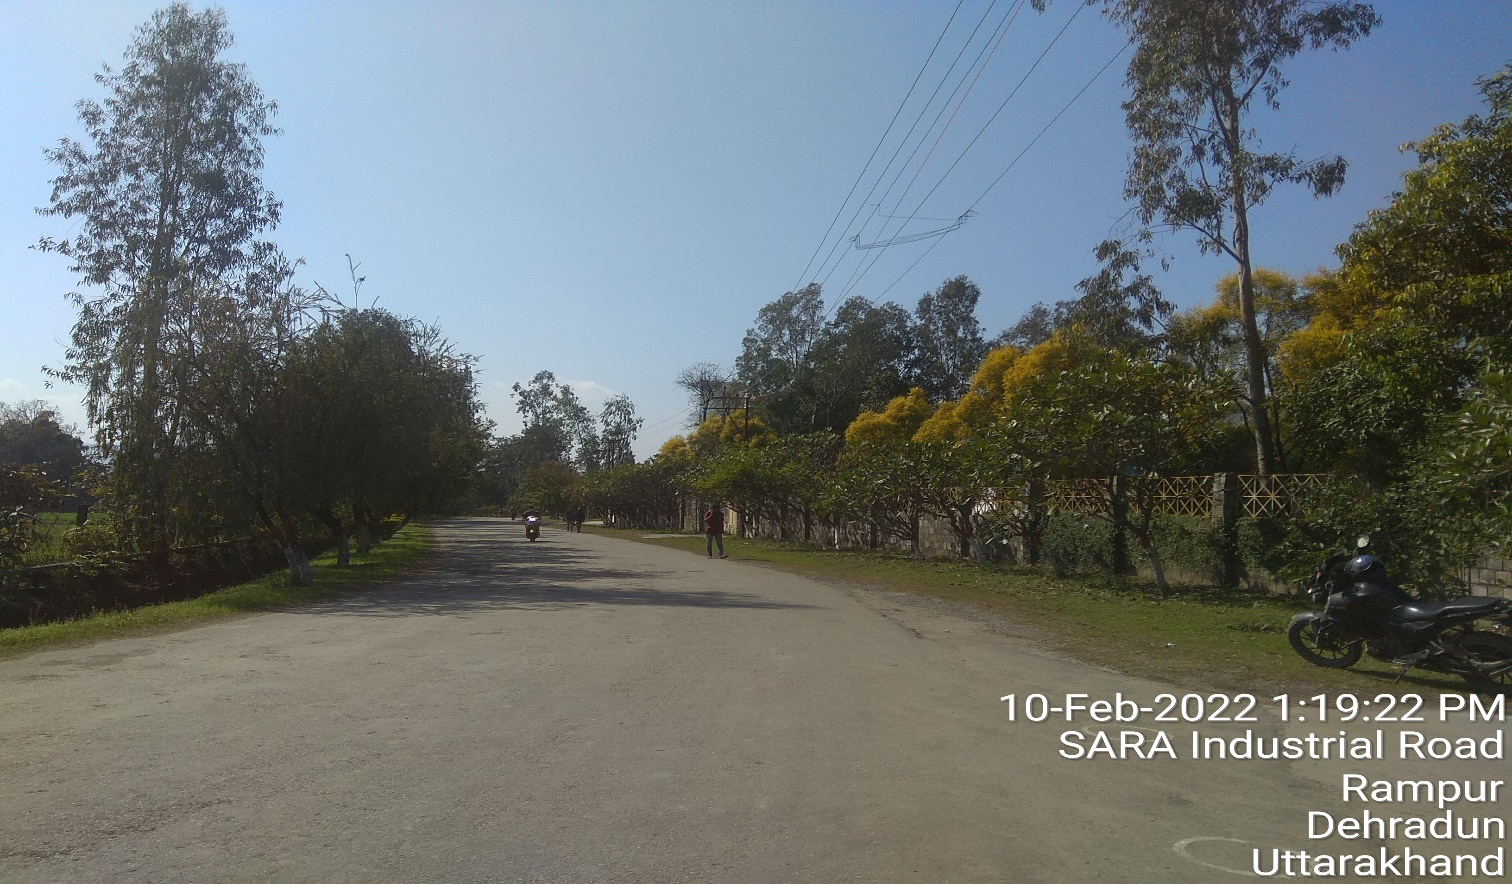 10-Feb-2022 1:19:22 PM
SARA Industrial Road
Rampur
Dehradun
Uttarakhand